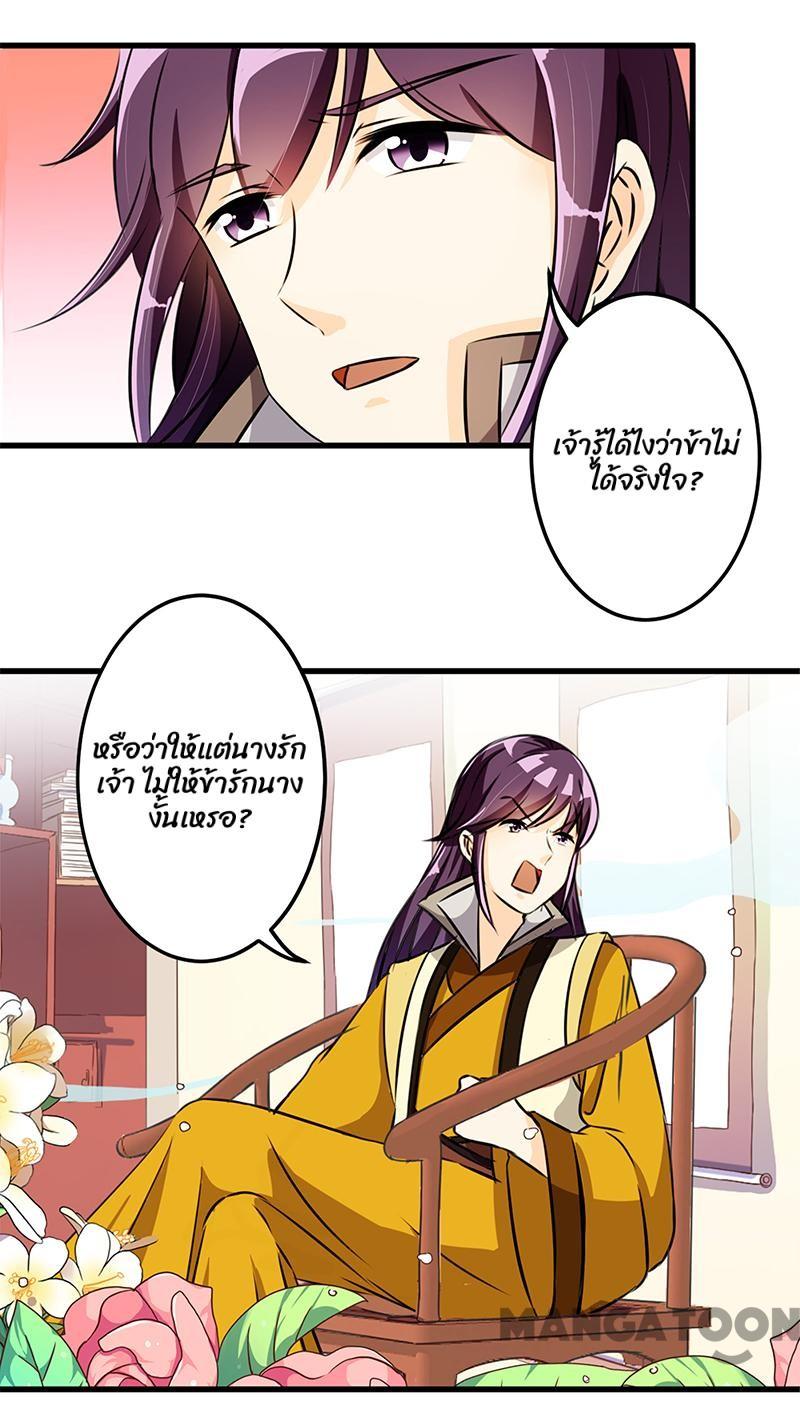 เจ้ารู้ได้ไงว่าข้าไม่
ได้จริงใจ?
หรือว่าให้แต่นางรัก
เจ้า ไม่ให้ข้ารักนาง
งั้นเหรอ?
MANGATOON